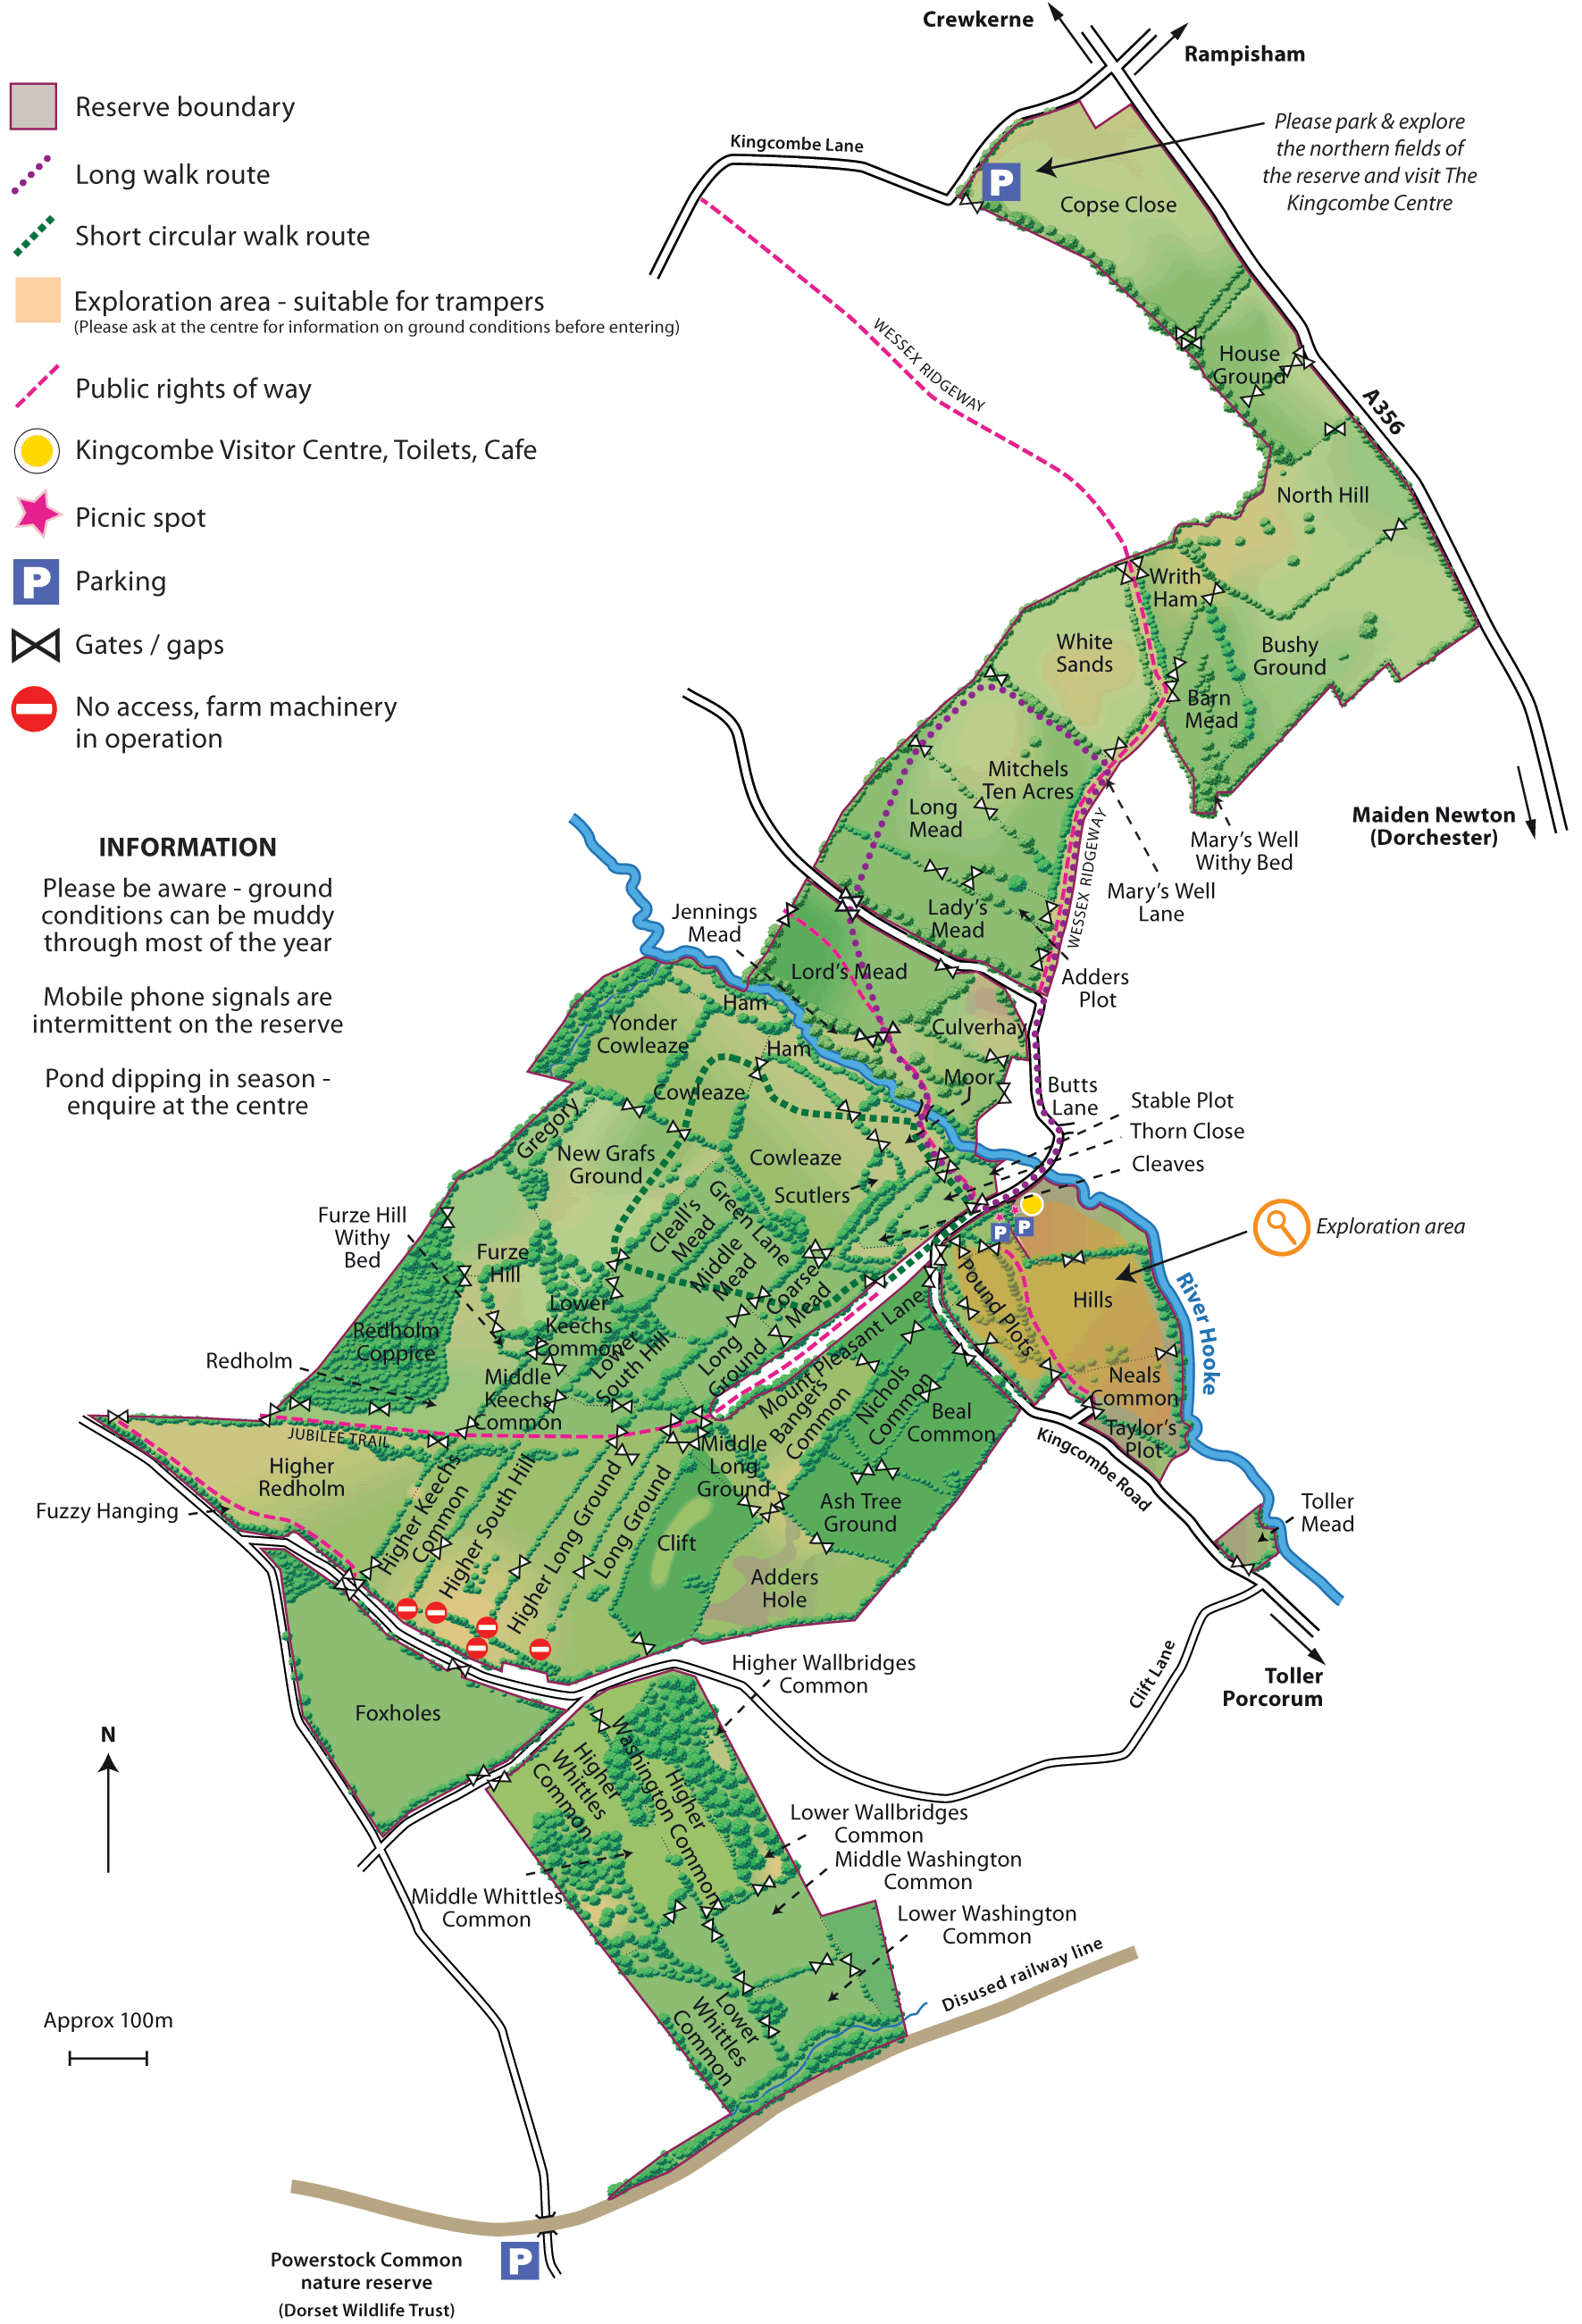 Crewkerne
Rampisham
Please park & explore
the northern fields of
the reserve and visit The
Kingcombe Centre
Kingcombe Lane
P
Copse Close
Reserve boundary
Long walk route
Short circular walk route
Exploration area - suitable for trampers
(Please ask at the centre for information on ground conditions before entering)
Public rights of way
Kingcombe Visitor Centre, Toilets, Cafe
Picnic spot
P
Parking
Gates / gaps
No access, farm machinery
in operation
INFORMATION
Please be aware - ground
conditions can be muddy
through most of the year
Mobile phone signals are
intermittent on the reserve
Pond dipping in season -
enquire at the centre
WESSEX RIDGEWAY
House
Ground
A356
North Hill
Writh
Ham
White
Sands
Bushy
Ground
Barn
Mead
Mitchels
Ten Acres
Long
Mead
Maiden Newton
(Dorchester)
Mary's Well
Withy Bed
Mary's Well
Lane
WESSEX RIDGEWAY
Lady's
Mead
Adders
Plot
Jennings
Mead
Lord's Mead
Ham
Culverhay
Yonder
Cowleaze
Ham
Moor
Butts
Lane
Stable Plot
Thorn Close
Cleaves
Cowleaze
Gregory
New Grafs
Ground
Cowleaze
Scutlers
Furze Hill
Withy
Bed
Furze
Hill
Cleall's
Mead
Green Lane
Middle
Mead
Coarse
Mead
P
P
Exploration area
Pound Plots
Hills
River Hooke
Lower
Keechs
Common
Lower
South Hill
Long
Ground
Mount Pleasant Lane
Redholm
Coppice
Redholm
Middle
Keechs
Common
Bangers
Common
Nichols
Common
Beal
Common
Neals
Common
Taylor's
Plot
Kingcombe Road
JUBILEE TRAIL
Higher
Redholm
Middle
Long
Ground
Fuzzy Hanging
Higher Keechs
Common
Higher South Hill
Higher Long Ground
Long Ground
Clift
Ash Tree
Ground
Adders
Hole
Toller
Mead
Toller
Porcorum
Clift Lane
Higher Wallbridges
Common
Foxholes
N
Higher
Whittles
Common
Higher
Washington Common
Lower Wallbridges
Common
Middle Washington
Common
Middle Whittles
Common
Lower Washington
Common
Lower
Whittles
Common
Disused railway line
Approx 100m
P
Powerstock Common
nature reserve
(Dorset Wildlife Trust)